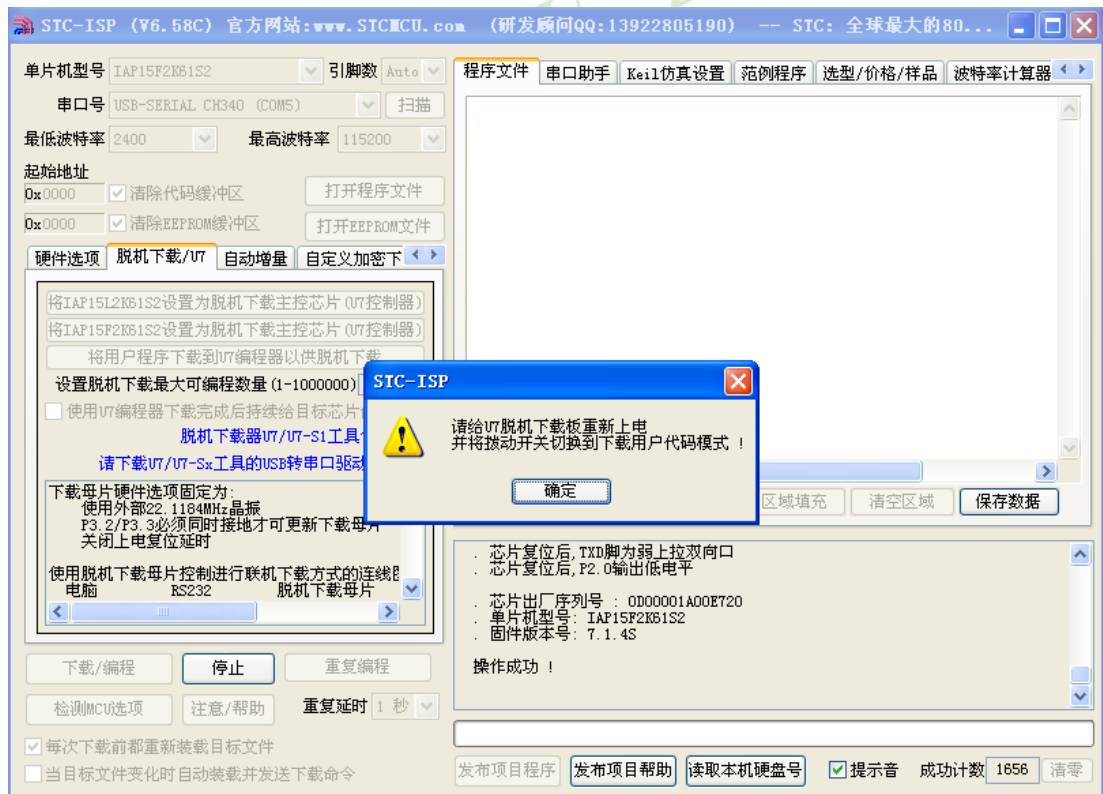 STC-ISP (V6.58C) 官方网站:www.STCMCU.com (研发顾问QQ:13922805190) -- STC: 全球最大的80...
单片机型号 IAP15F2K61S2 引脚数 Auto
串口号 USB-SERIAL CH340 (COM5) 扫描
最低波特率 2400 最高波特率 115200
起始地址
0x0000 清除代码缓冲区 打开程序文件
0x0000 清除EEPROM缓冲区 打开EEPROM文件
硬件选项 脱机下载/U7 自动增量 自定义加密下
将IAP15L2K61S2设置为脱机下载主控芯片(U7控制器)
将IAP15F2K61S2设置为脱机下载主控芯片(U7控制器)
将用户程序下载到U7编程器以供脱机下载
设置脱机下载最大可编程数量(1-1000000)
使用U7编程器下载完成后持续给目标芯片
脱机下载器U7/U7-S1工具
请下载U7/U7-Sx工具的USB转串口驱动
下载母片硬件选项固定为:
使用外部22.1184MHz晶振
P3.2/P3.3必须同时接地才可更新下载母片
关闭上电复位延时
使用脱机下载母片控制进行联机下载方式的连线
电脑 RS232 脱机下载母片
下载/编程 停止 重复编程
检测MCU选项 注意/帮助 重复延时 1 秒
每次下载前都重新装载目标文件
当目标文件变化时自动装载并发送下载命令
程序文件 串口助手 Keil仿真设置 范例程序 选型/价格/样品 波特率计算器
STC-ISP
请给U7脱机下载板重新上电
并将拨动开关切换到下载用户代码模式 !
确定
区域填充 清空区域 保存数据
. 芯片复位后,TXD脚为弱上拉双向口
. 芯片复位后,P2.0输出低电平
. 芯片出厂序列号 : 0D00001A00E720
. 单片机型号: IAP15F2K61S2
. 固件版本号: 7.1.4S
操作成功 !
发布项目程序 发布项目帮助 读取本机硬盘号 提示音 成功计数 1656 清零